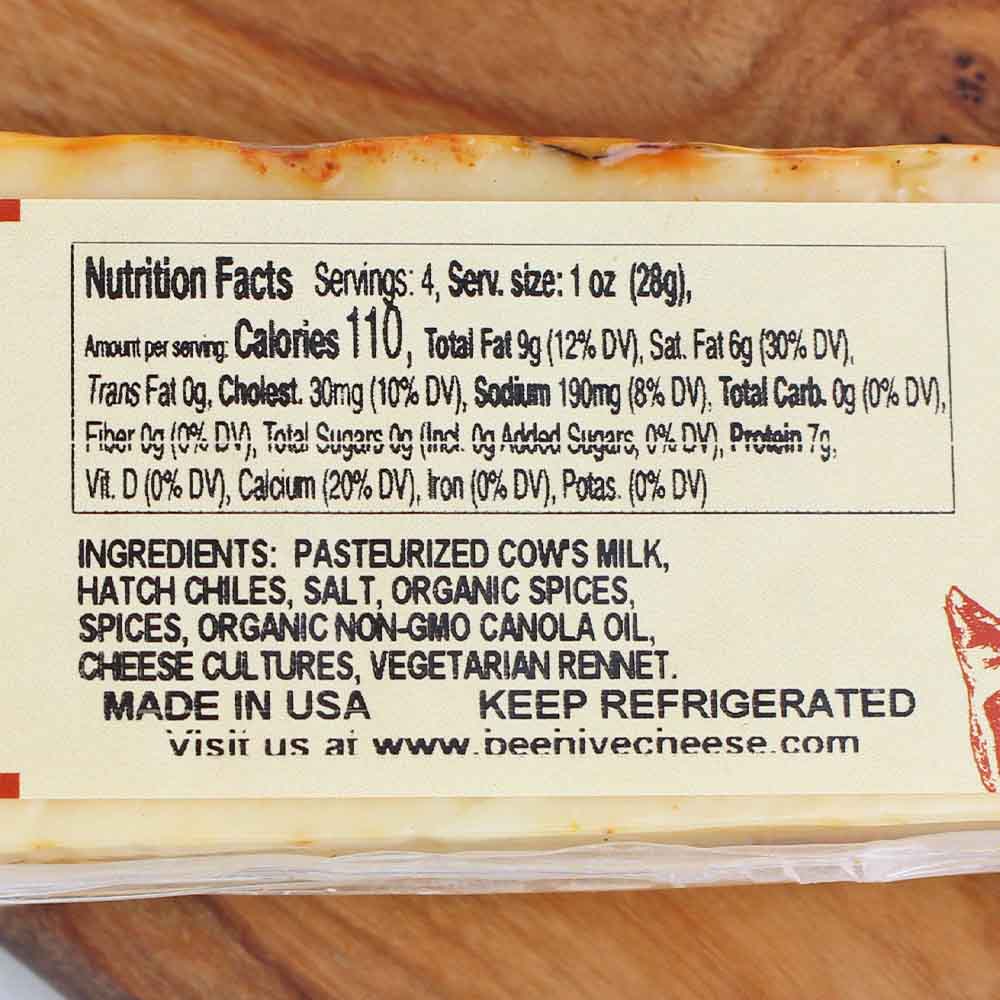 Nutrition Facts Servings: 4, Serv. size: 1 oz (28g),
Amount per serving: Calories 110, Total Fat 9g (12% DV), Sat. Fat 6g (30% DV),
Trans Fat 0g, Cholest. 30mg (10% DV), Sodium 190mg (8% DV), Total Carb. 0g (0% DV),
Fiber 0g (0% DV), Total Sugars 0g (Incl. 0g Added Sugars, 0% DV), Protein 7g,
Vit. D (0% DV), Calcium (20% DV), Iron (0% DV), Potas. (0% DV)
INGREDIENTS: PASTEURIZED COW'S MILK,
HATCH CHILES, SALT, ORGANIC SPICES,
SPICES, ORGANIC NON-GMO CANOLA OIL,
CHEESE CULTURES, VEGETARIAN RENNET.
MADE IN USA KEEP REFRIGERATED
Visit us at www.beehivecheese.com